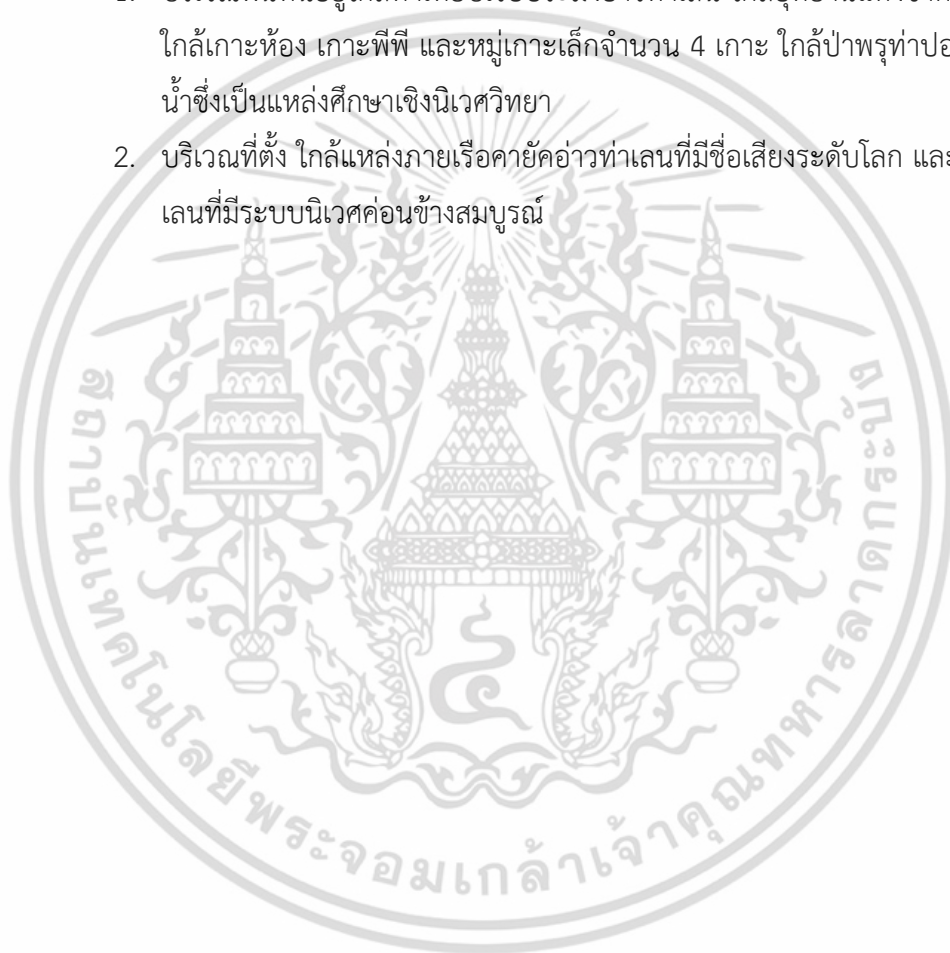 ใกล้เกาะห้อง เกาะพีพี และหมู่เกาะเล็กจำนวน 4 เกาะ ใกล้ป่าพรุท่าปอ
น้ำซึ่งเป็นแหล่งศึกษาเชิงนิเวศวิทยา
2. บริเวณที่ตั้ง ใกล้แหล่งภายเรือคายัคอ่าวท่าเลนที่มีชื่อเสียงระดับโลก และ
เลนที่มีระบบนิเวศค่อนข้างสมบูรณ์
สถาบันเทคโนโลยีพระจอมเกล้าเจ้าคุณทหารลาดกระบัง